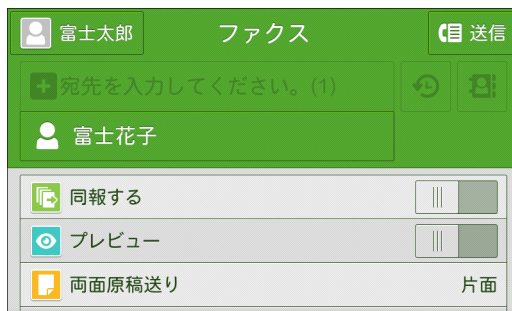 富士太郎
ファクス
送信
宛先を入力してください。(1)
富士花子
同報する
プレビュー
両面原稿送り
片面